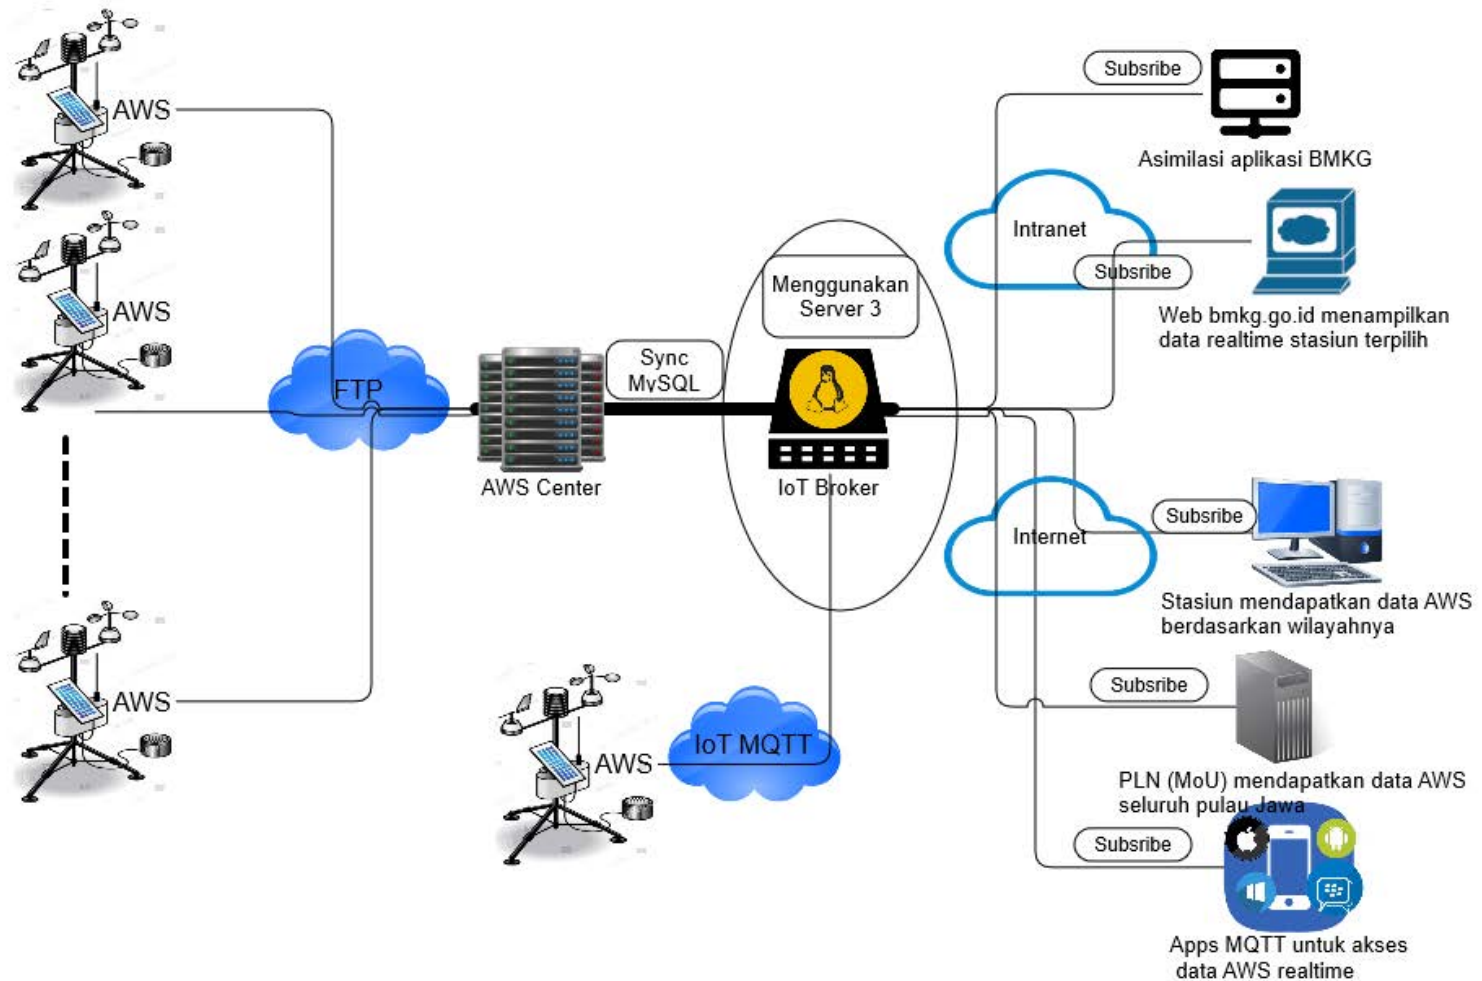 AWS
AWS
FTP
AWS
AWS Center
Sync
MySQL
Menggunakan
Server 3
IoT Broker
AWS
IoT MQTT
Intranet
Internet
Subsribe
Asimilasi aplikasi BMKG
Subsribe
Web bmkg.go.id menampilkan
data realtime stasiun terpilih
Subsribe
Stasiun mendapatkan data AWS
berdasarkan wilayahnya
Subsribe
PLN (MoU) mendapatkan data AWS
seluruh pulau Jawa
Subsribe
Apps MQTT untuk akses
data AWS realtime